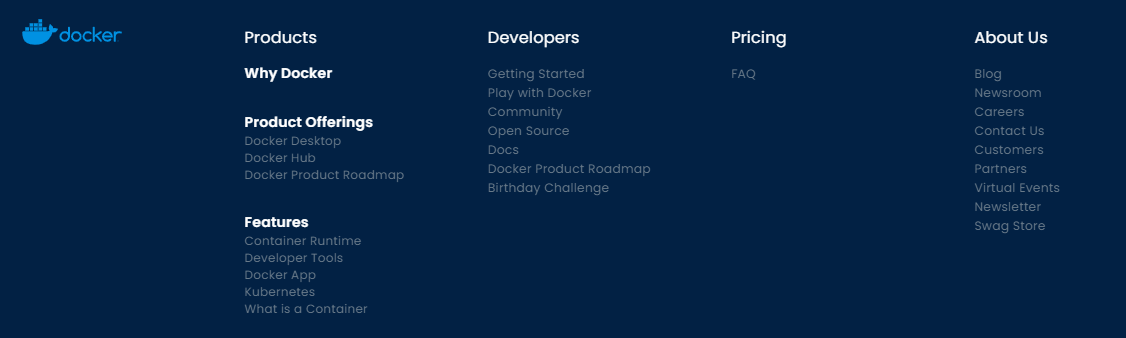 docker
Products
Why Docker
Product Offerings
Docker Desktop
Docker Hub
Docker Product Roadmap
Features
Container Runtime
Developer Tools
Docker App
Kubernetes
What is a Container
Developers
Getting Started
Play with Docker
Community
Open Source
Docs
Docker Product Roadmap
Birthday Challenge
Pricing
FAQ
About Us
Blog
Newsroom
Careers
Contact Us
Customers
Partners
Virtual Events
Newsletter
Swag Store